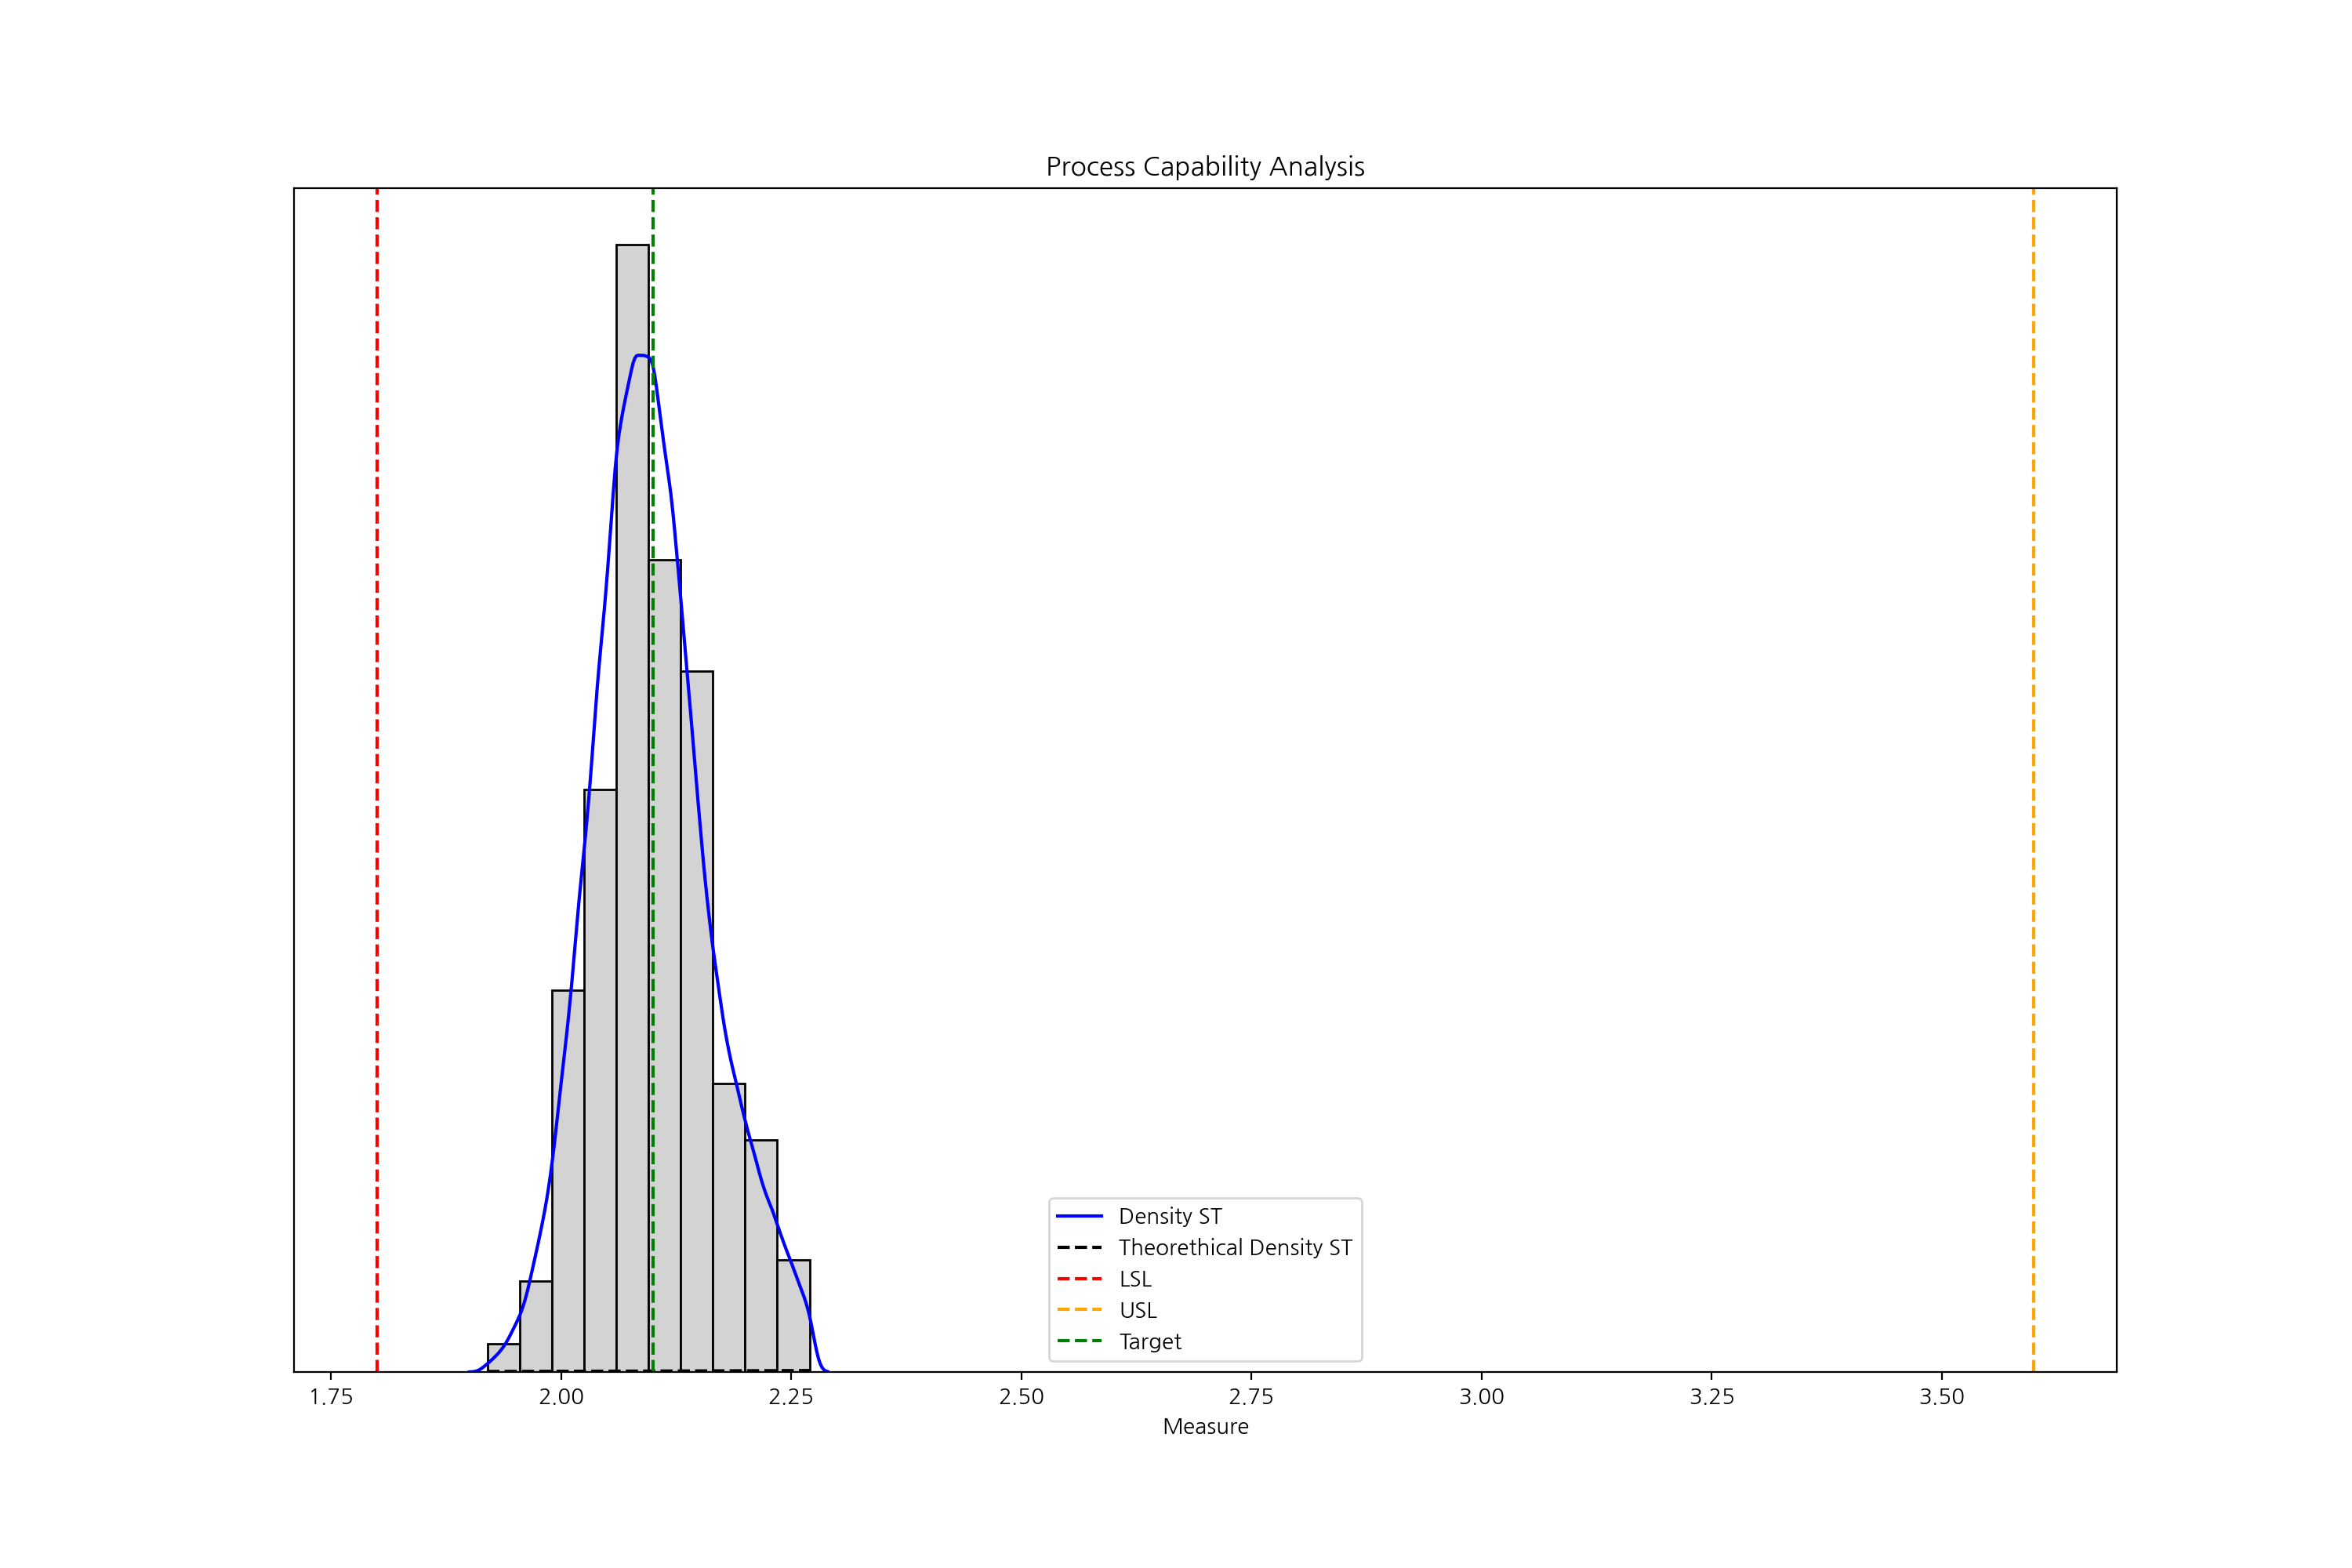 Process Capability Analysis
Density ST
Theorethical Density ST
LSL
USL
Target
1.75 2.00 2.25 2.50 2.75 3.00 3.25 3.50
Measure